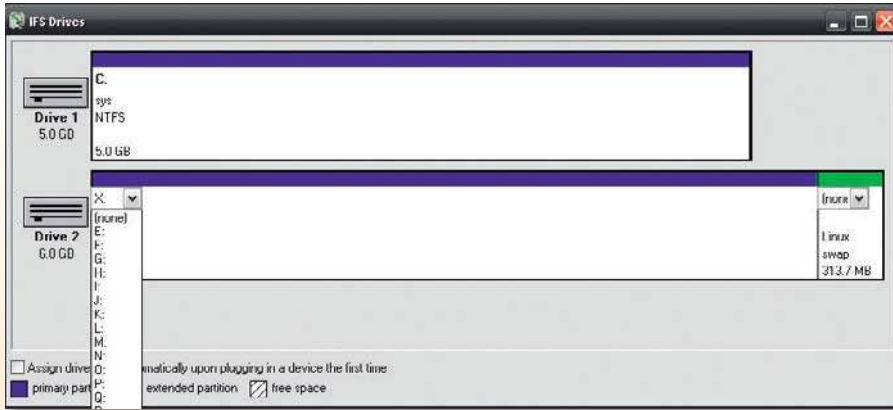 IFS Drives
C:
sys
NTFS
5.0 GB
Drive 1
5.0 GB
X:
(none)
E:
F:
G:
H:
I:
J:
K:
L:
M:
N:
O:
P:
Q:
Drive 2
6.0 GB
Linux
swap
313.7 MB
Assign drive
matically upon plugging in a device the first time
primary part
extended partition
free space